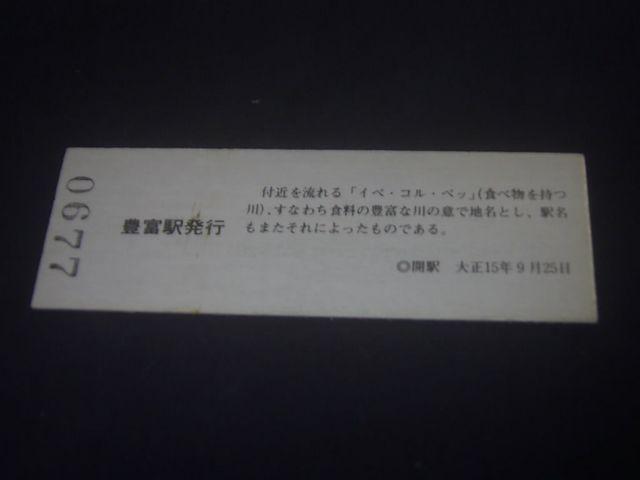 0677
豊富駅発行
付近を流れる「イペ・コル・ペッ」(食べ物を持つ
川)、すなわち食料の豊富な川の意で地名とし、駅名
もまたそれによったものである。
◎開駅 大正15年9月25日